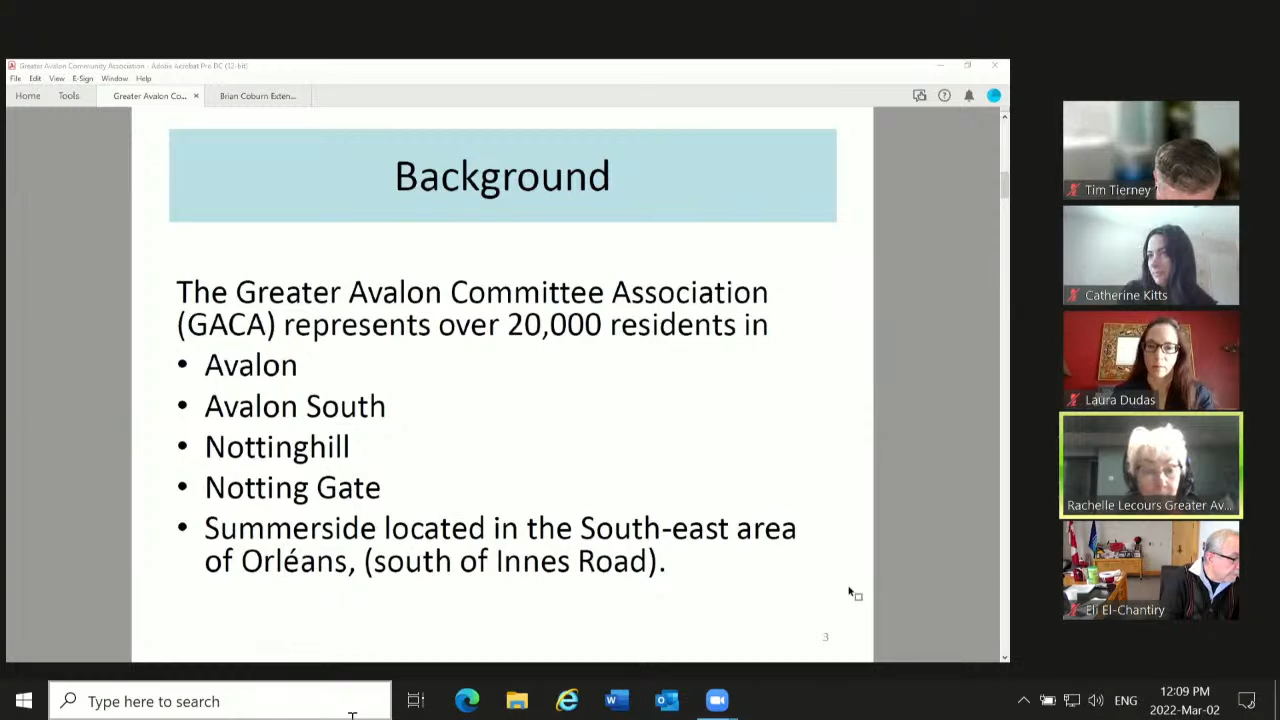 Greater Avalon Community Association - Adobe Acrobat Pro DC (32-bit)
File Edit View E-Sign Window Help
Home Tools Greater Avalon Co... × Brian Coburn Exten...
Background
The Greater Avalon Committee Association
(GACA) represents over 20,000 residents in
• Avalon
• Avalon South
• Nottinghill
• Notting Gate
• Summerside located in the South-east area
of Orléans, (south of Innes Road).
3
Tim Tierney
Catherine Kitts
Laura Dudas
Rachelle Lecours Greater Av...
Eli El-Chantiry
Type here to search
ENG
12:09 PM
2022-Mar-02